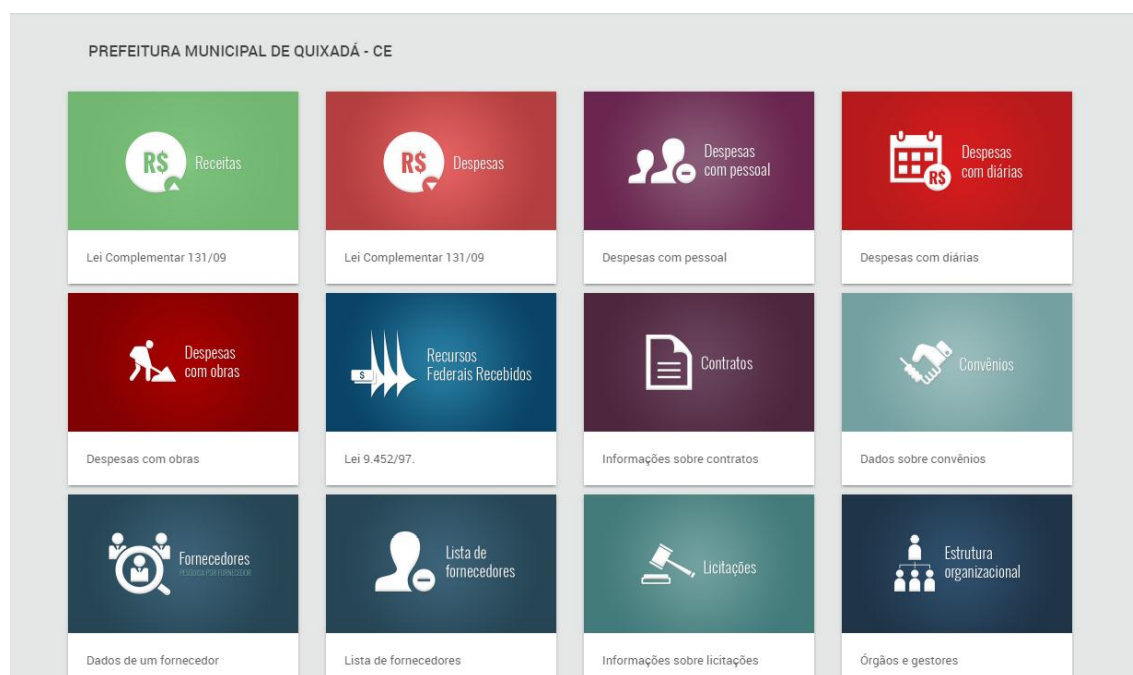 PREFEITURA MUNICIPAL DE QUIXADÁ - CE
R$
Receitas
Lei Complementar 131/09
R$
Despesas
Lei Complementar 131/09
Despesas
com pessoal
Despesas com pessoal
R$
Despesas
com diárias
Despesas com diárias
Despesas
com obras
Despesas com obras
$
Recursos
Federais Recebidos
Lei 9.452/97.
Contratos
Informações sobre contratos
Convênios
Dados sobre convênios
Fornecedores
PESQUISA POR FORNECEDOR
Dados de um fornecedor
Lista de
fornecedores
Lista de fornecedores
Licitações
Informações sobre licitações
Estrutura
organizacional
Órgãos e gestores